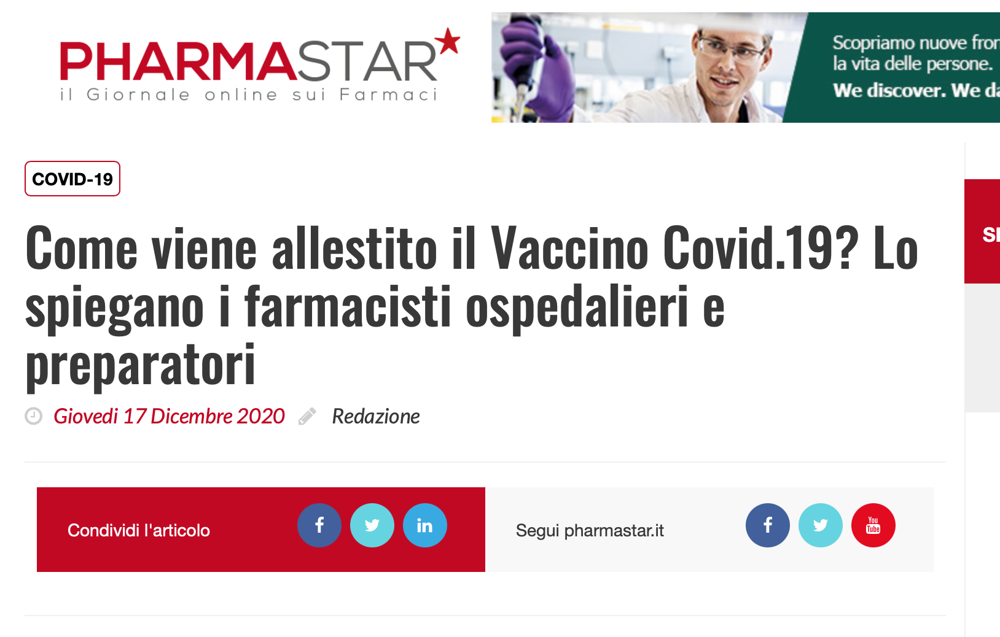 PHARMASTAR
il Giornale online sui Farmaci
Scopriamo nuove
la vita delle persone.
We discover. We
COVID-19
Come viene allestito il Vaccino Covid.19? Lo
spiegano i farmacisti ospedalieri e
preparatori
Giovedi 17 Dicembre 2020 Redazione
Condividi l'articolo
f
in
Segui pharmastar.it
f
You
Tube